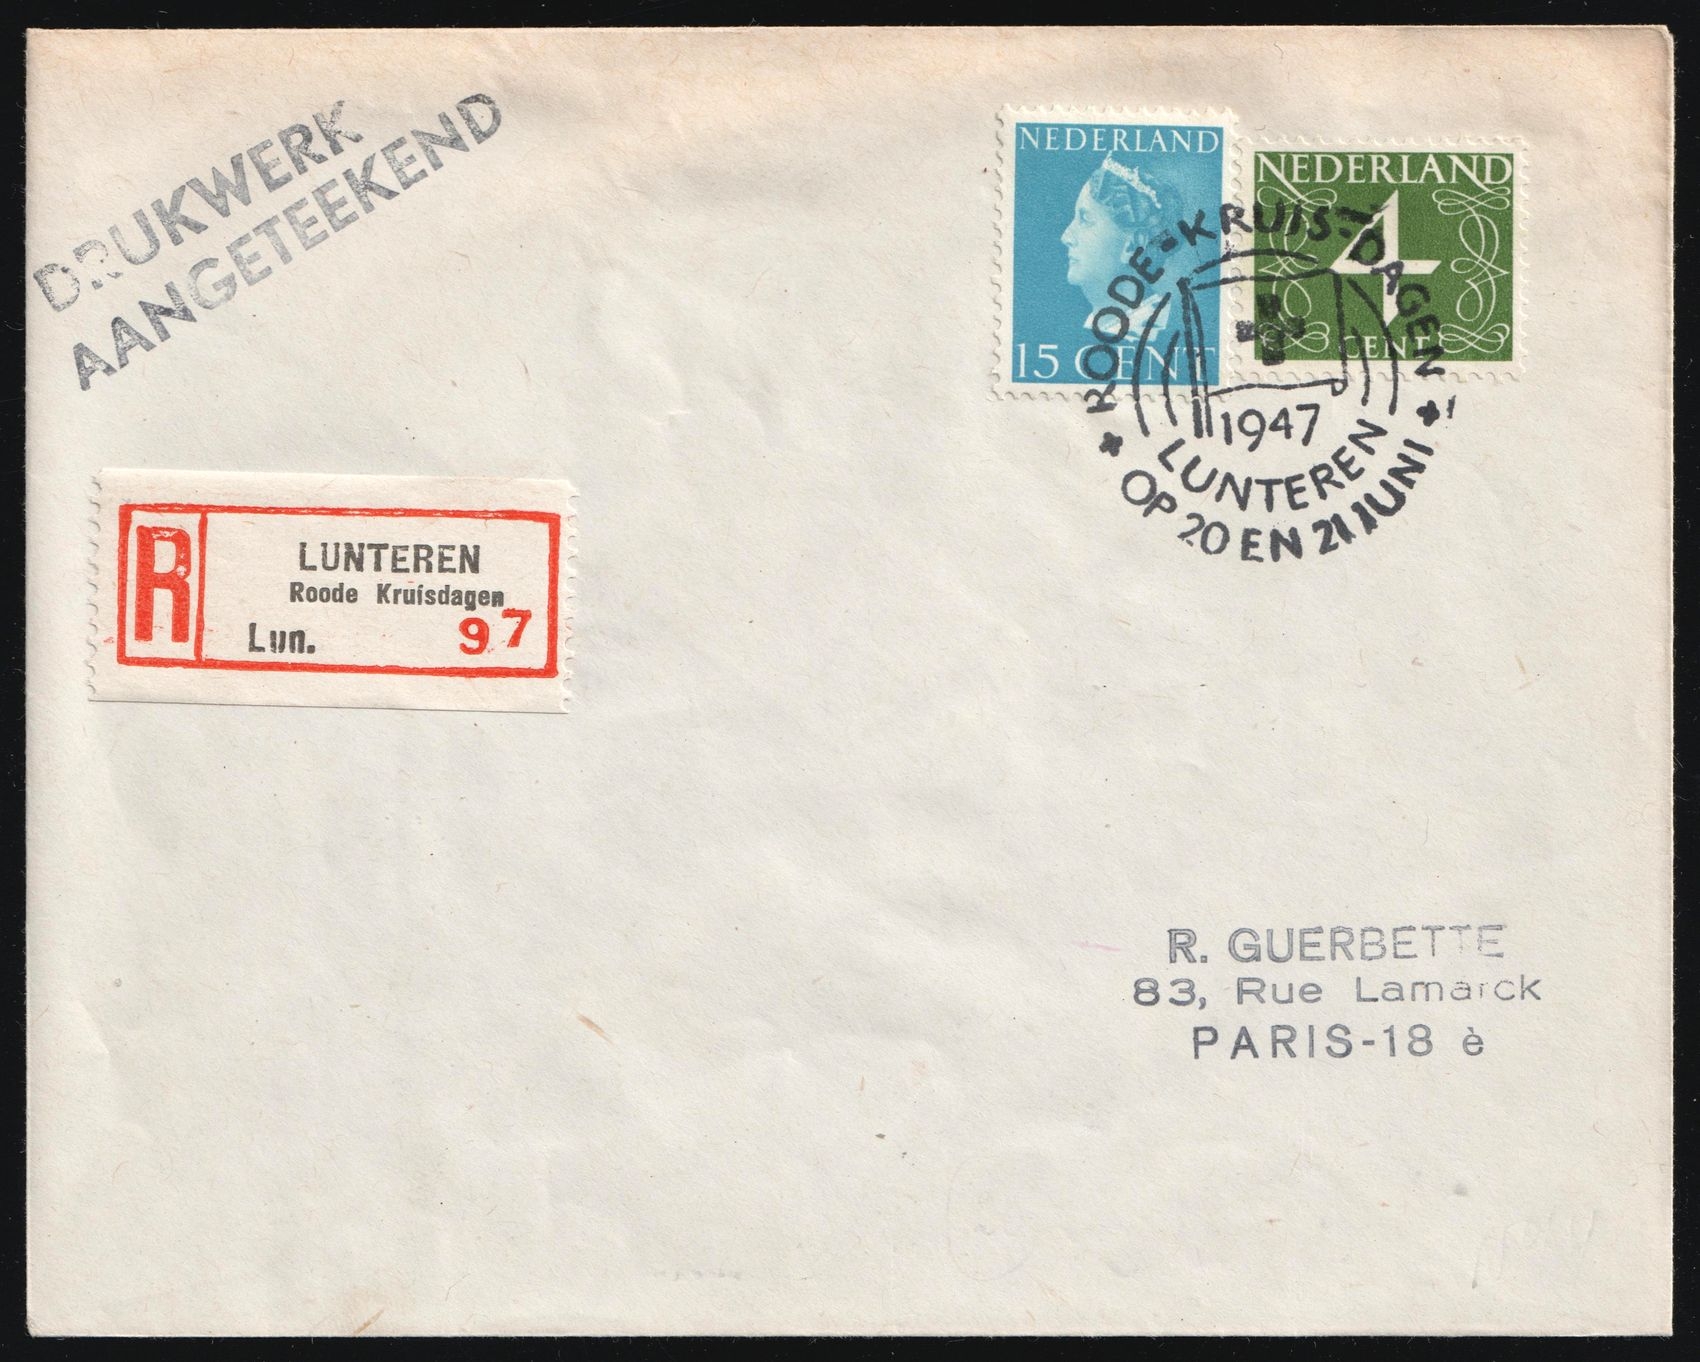 DRUKWERK
AANGETEEKEND
NEDERLAND
15 CENT
NEDERLAND
4
CENT
ROODE-KRUIS-DAGEN
1947
LUNTEREN
OP 20 EN 21 JUNI
R
LUNTEREN
Roode Kruisdagen
Lun. 97
R. GUERBETTE
83, Rue Lamarck
PARIS-18 è